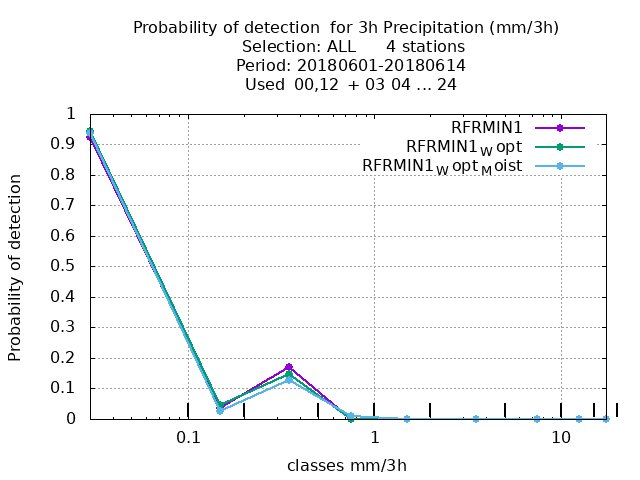 Probability of detection  for 3h Precipitation (mm/3h)
Selection: ALL      4 stations
Period: 20180601-20180614
Used  00,12  + 03 04 ... 24
RFRMIN1
RFRMIN1_W opt
RFRMIN1_W opt_M oist
Probability of detection
1
0.9
0.8
0.7
0.6
0.5
0.4
0.3
0.2
0.1
0
0.1 1 10
classes mm/3h